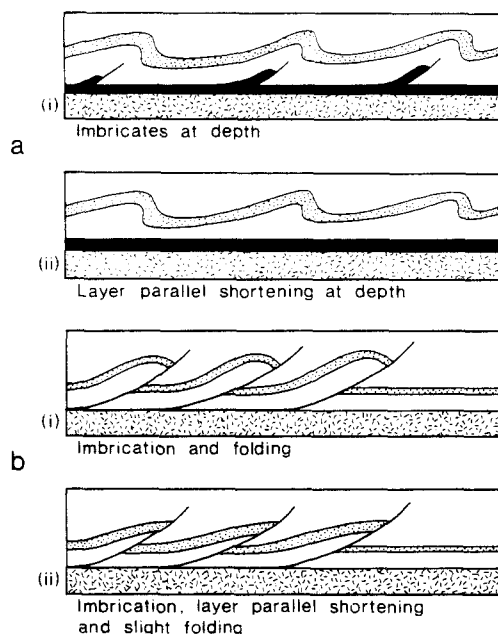 (i)
Imbricates at depth
a
(ii)
Layer parallel shortening at depth
(i)
Imbrication and folding
b
(ii)
Imbrication, layer parallel shortening
and slight folding